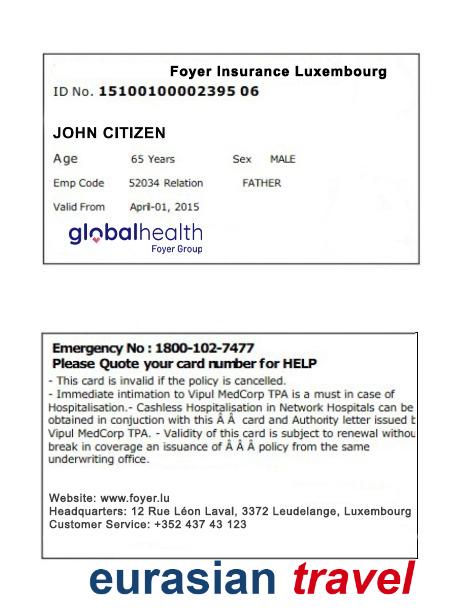 Foyer Insurance Luxembourg
ID No. 15100100002395 06
JOHN CITIZEN
Age 65 Years Sex MALE
Emp Code 52034 Relation FATHER
Valid From April-01, 2015
globalhealth
Foyer Group
Emergency No : 1800-102-7477
Please Quote your card number for HELP
- This card is invalid if the policy is cancelled.
- Immediate intimation to Vipul MedCorp TPA is a must in case of
Hospitalisation.- Cashless Hospitalisation in Network Hospitals can be
obtained in conjuction with this Â Â card and Authority letter issued b
Vipul MedCorp TPA. - Validity of this card is subject to renewal withou
break in coverage an issuance of Â Â Â policy from the same
underwriting office.
Website: www.foyer.lu
Headquarters: 12 Rue Léon Laval, 3372 Leudelange, Luxembourg
Customer Service: +352 437 43 123
eurasian travel